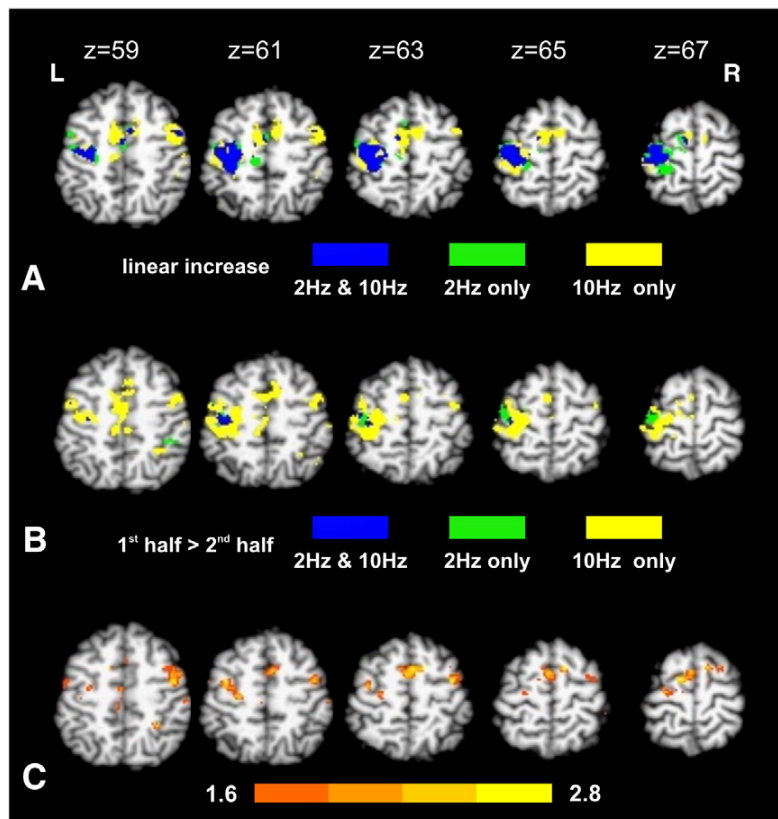 z=59 z=61 z=63 z=65 z=67
L R
linear increase
A
2Hz & 10Hz 2Hz only 10Hz only
1st half > 2nd half
B
2Hz & 10Hz 2Hz only 10Hz only
C
1.6 2.8